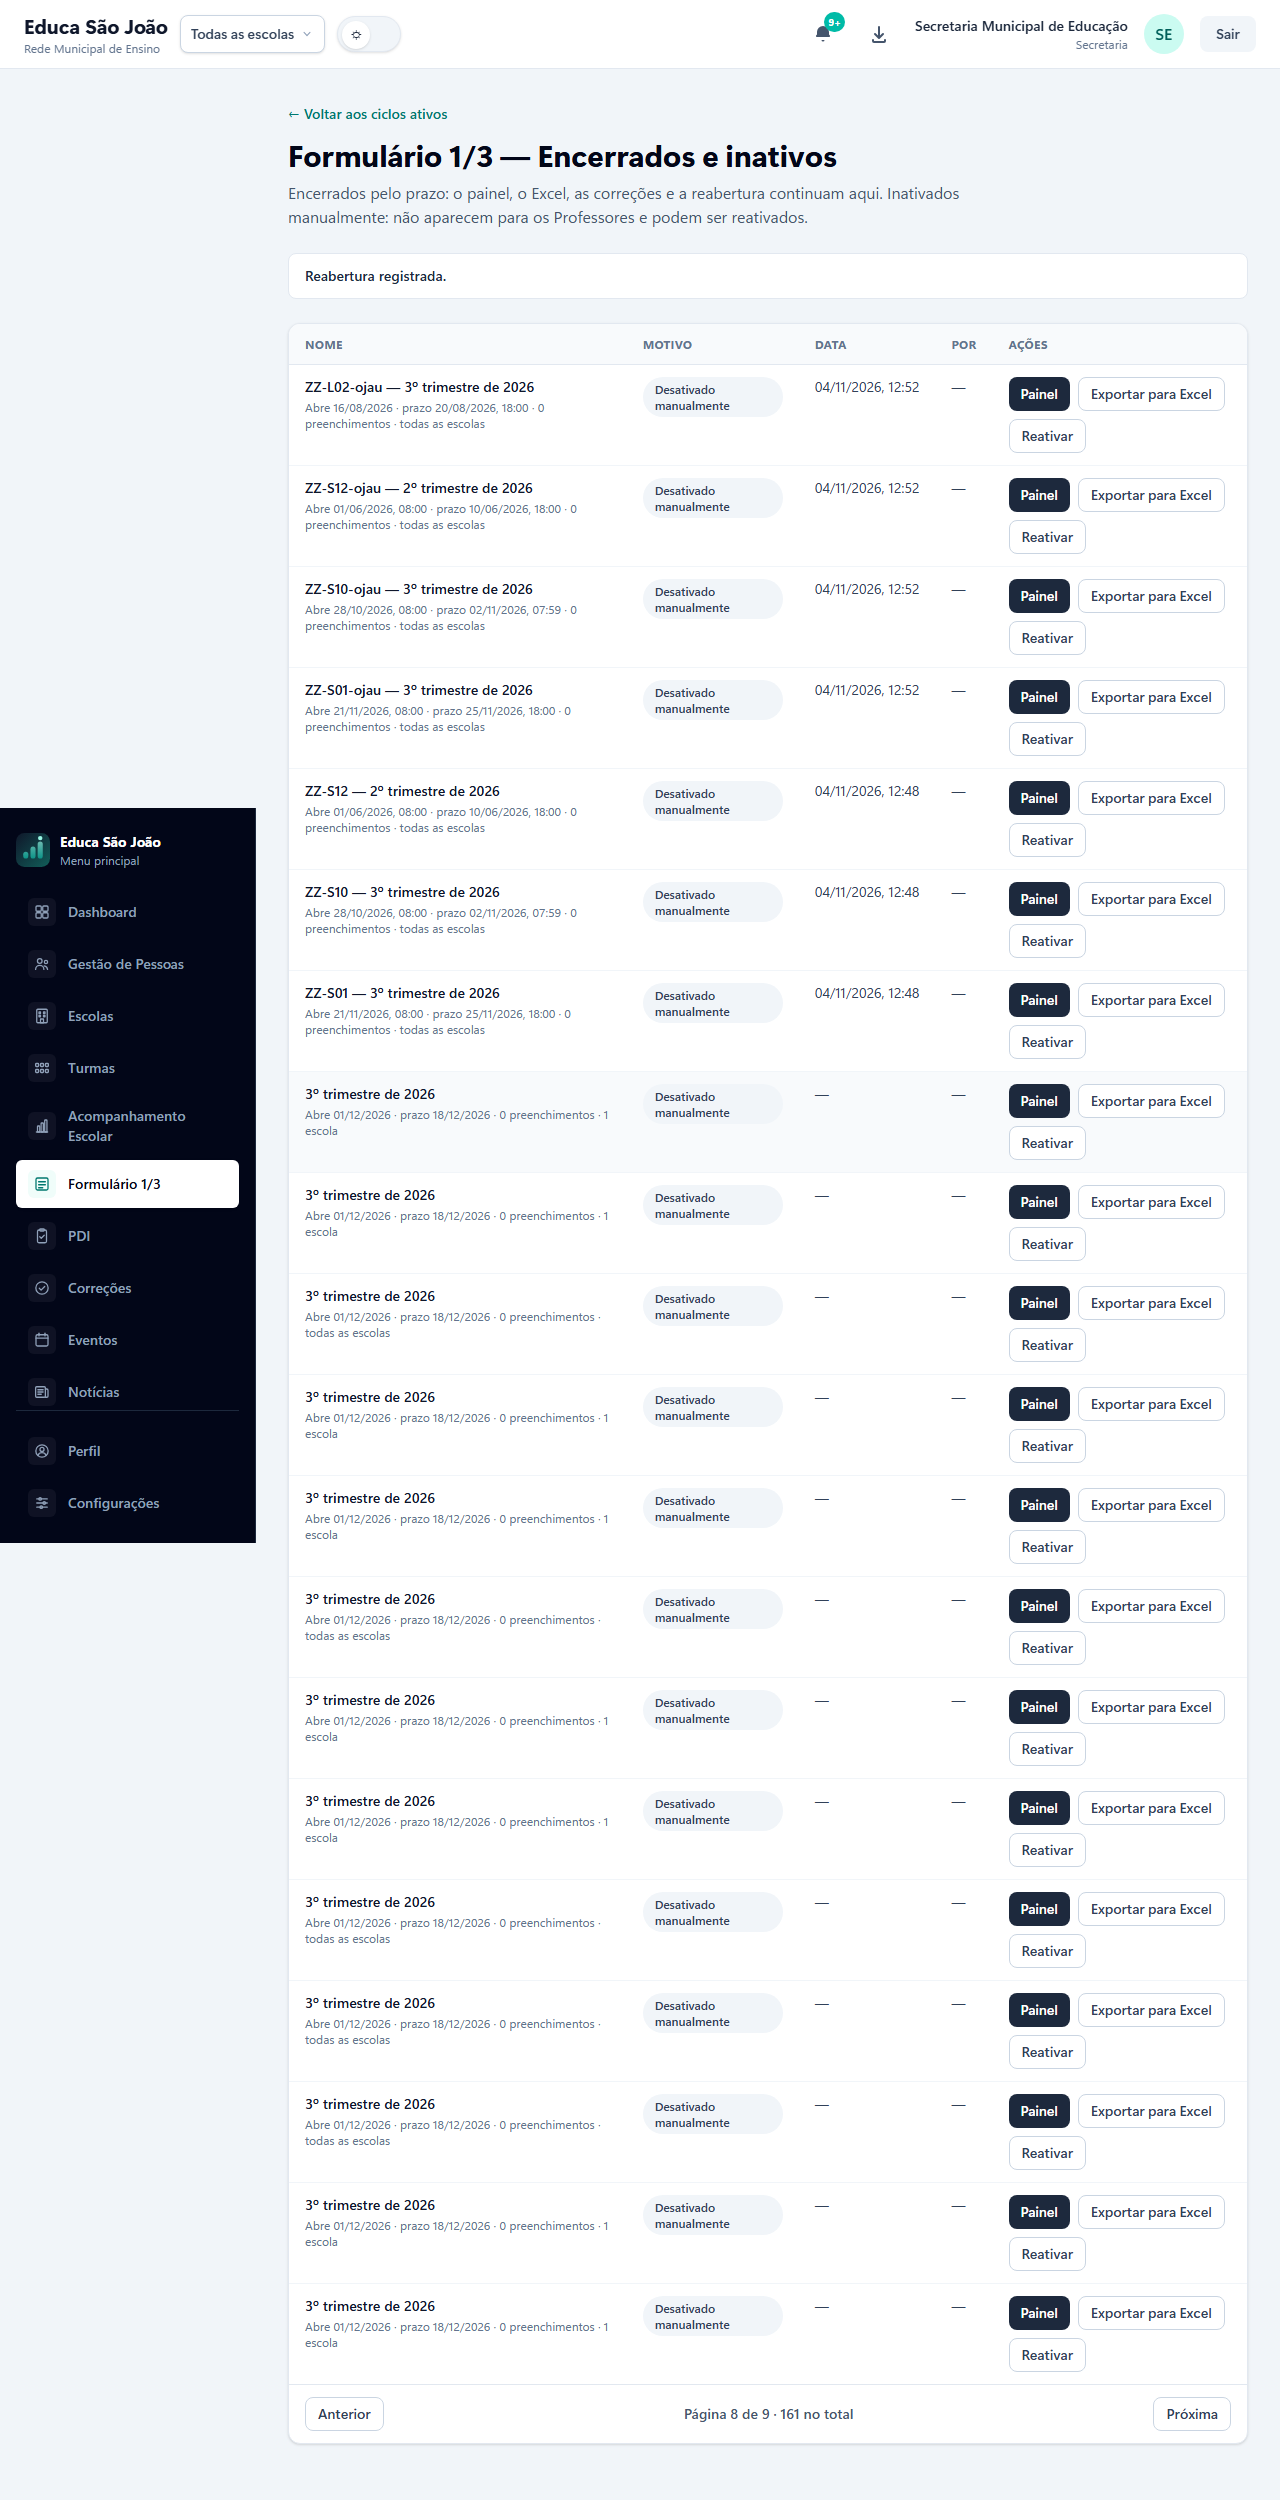 Educa São João
Rede Municipal de Ensino
Todas as escolas
9+
Secretaria Municipal de Educação
Secretaria
SE
Sair
← Voltar aos ciclos ativos
Formulário 1/3 — Encerrados e inativos
Encerrados pelo prazo: o painel, o Excel, as correções e a reabertura continuam aqui. Inativados
manualmente: não aparecem para os Professores e podem ser reativados.
Reabertura registrada.
NOME MOTIVO DATA POR AÇÕES
ZZ-L02-ojau — 3º trimestre de 2026
Abre 16/08/2026 · prazo 20/08/2026, 18:00 · 0
preenchimentos · todas as escolas
Desativado
manualmente
04/11/2026, 12:52
—
Painel
Exportar para Excel
Reativar
ZZ-S12-ojau — 2º trimestre de 2026
Abre 01/06/2026, 08:00 · prazo 10/06/2026, 18:00 · 0
preenchimentos · todas as escolas
Desativado
manualmente
04/11/2026, 12:52
—
Painel
Exportar para Excel
Reativar
ZZ-S10-ojau — 3º trimestre de 2026
Abre 28/10/2026, 08:00 · prazo 02/11/2026, 07:59 · 0
preenchimentos · todas as escolas
Desativado
manualmente
04/11/2026, 12:52
—
Painel
Exportar para Excel
Reativar
ZZ-S01-ojau — 3º trimestre de 2026
Abre 21/11/2026, 08:00 · prazo 25/11/2026, 18:00 · 0
preenchimentos · todas as escolas
Desativado
manualmente
04/11/2026, 12:52
—
Painel
Exportar para Excel
Reativar
ZZ-S12 — 2º trimestre de 2026
Abre 01/06/2026, 08:00 · prazo 10/06/2026, 18:00 · 0
preenchimentos · todas as escolas
Desativado
manualmente
04/11/2026, 12:48
—
Painel
Exportar para Excel
Reativar
ZZ-S10 — 3º trimestre de 2026
Abre 28/10/2026, 08:00 · prazo 02/11/2026, 07:59 · 0
preenchimentos · todas as escolas
Desativado
manualmente
04/11/2026, 12:48
—
Painel
Exportar para Excel
Reativar
ZZ-S01 — 3º trimestre de 2026
Abre 21/11/2026, 08:00 · prazo 25/11/2026, 18:00 · 0
preenchimentos · todas as escolas
Desativado
manualmente
04/11/2026, 12:48
—
Painel
Exportar para Excel
Reativar
3º trimestre de 2026
Abre 01/12/2026 · prazo 18/12/2026 · 0 preenchimentos · 1
escola
Desativado
manualmente
—
—
Painel
Exportar para Excel
Reativar
3º trimestre de 2026
Abre 01/12/2026 · prazo 18/12/2026 · 0 preenchimentos · 1
escola
Desativado
manualmente
—
—
Painel
Exportar para Excel
Reativar
3º trimestre de 2026
Abre 01/12/2026 · prazo 18/12/2026 · 0 preenchimentos ·
todas as escolas
Desativado
manualmente
—
—
Painel
Exportar para Excel
Reativar
3º trimestre de 2026
Abre 01/12/2026 · prazo 18/12/2026 · 0 preenchimentos · 1
escola
Desativado
manualmente
—
—
Painel
Exportar para Excel
Reativar
3º trimestre de 2026
Abre 01/12/2026 · prazo 18/12/2026 · 0 preenchimentos · 1
escola
Desativado
manualmente
—
—
Painel
Exportar para Excel
Reativar
3º trimestre de 2026
Abre 01/12/2026 · prazo 18/12/2026 · 0 preenchimentos ·
todas as escolas
Desativado
manualmente
—
—
Painel
Exportar para Excel
Reativar
3º trimestre de 2026
Abre 01/12/2026 · prazo 18/12/2026 · 0 preenchimentos · 1
escola
Desativado
manualmente
—
—
Painel
Exportar para Excel
Reativar
3º trimestre de 2026
Abre 01/12/2026 · prazo 18/12/2026 · 0 preenchimentos · 1
escola
Desativado
manualmente
—
—
Painel
Exportar para Excel
Reativar
3º trimestre de 2026
Abre 01/12/2026 · prazo 18/12/2026 · 0 preenchimentos ·
todas as escolas
Desativado
manualmente
—
—
Painel
Exportar para Excel
Reativar
3º trimestre de 2026
Abre 01/12/2026 · prazo 18/12/2026 · 0 preenchimentos ·
todas as escolas
Desativado
manualmente
—
—
Painel
Exportar para Excel
Reativar
3º trimestre de 2026
Abre 01/12/2026 · prazo 18/12/2026 · 0 preenchimentos ·
todas as escolas
Desativado
manualmente
—
—
Painel
Exportar para Excel
Reativar
3º trimestre de 2026
Abre 01/12/2026 · prazo 18/12/2026 · 0 preenchimentos · 1
escola
Desativado
manualmente
—
—
Painel
Exportar para Excel
Reativar
3º trimestre de 2026
Abre 01/12/2026 · prazo 18/12/2026 · 0 preenchimentos · 1
escola
Desativado
manualmente
—
—
Painel
Exportar para Excel
Reativar
Anterior
Página 8 de 9 · 161 no total
Próxima
Educa São João
Menu principal
Dashboard
Gestão de Pessoas
Escolas
Turmas
Acompanhamento
Escolar
Formulário 1/3
PDI
Correções
Eventos
Notícias
Perfil
Configurações